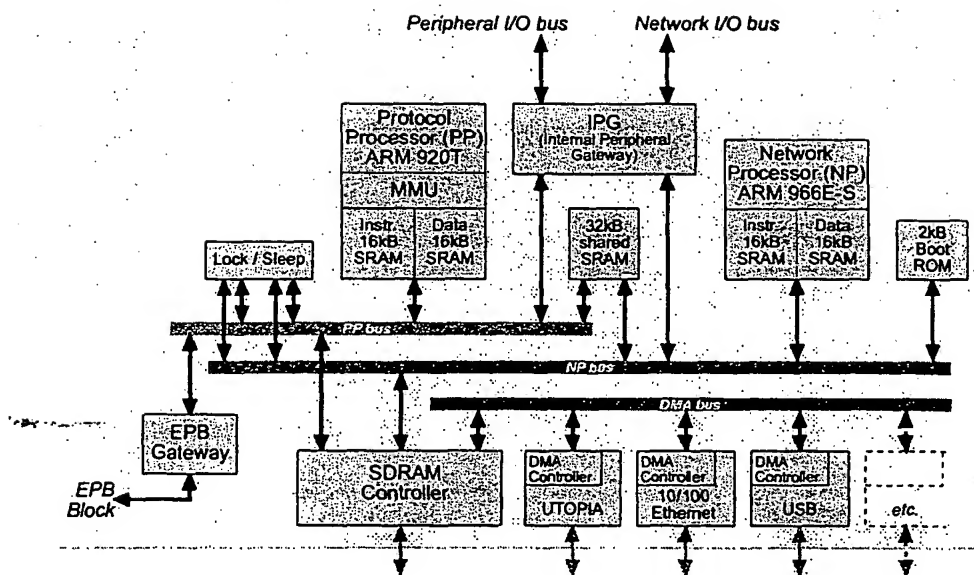 Peripheral I/O bus
Network I/O bus
Protocol
Processor (PP)
ARM 920T
MMU
Instr.
16kB
SRAM
Data
16kB
SRAM
IPG
(Internal Peripheral
Gateway)
32kB
shared
SRAM
Network
Processor (NP)
ARM 966E-S
Instr.
16kB
SRAM
Data
16kB
SRAM
2kB
Boot
ROM
Lock / Sleep
PP bus
NP bus
DMA bus
EPB
Gateway
EPB
Block
SDRAM
Controller
DMA
Controller
UTOPIA
DMA
Controller
10/100
Ethernet
DMA
Controller
USB
etc.